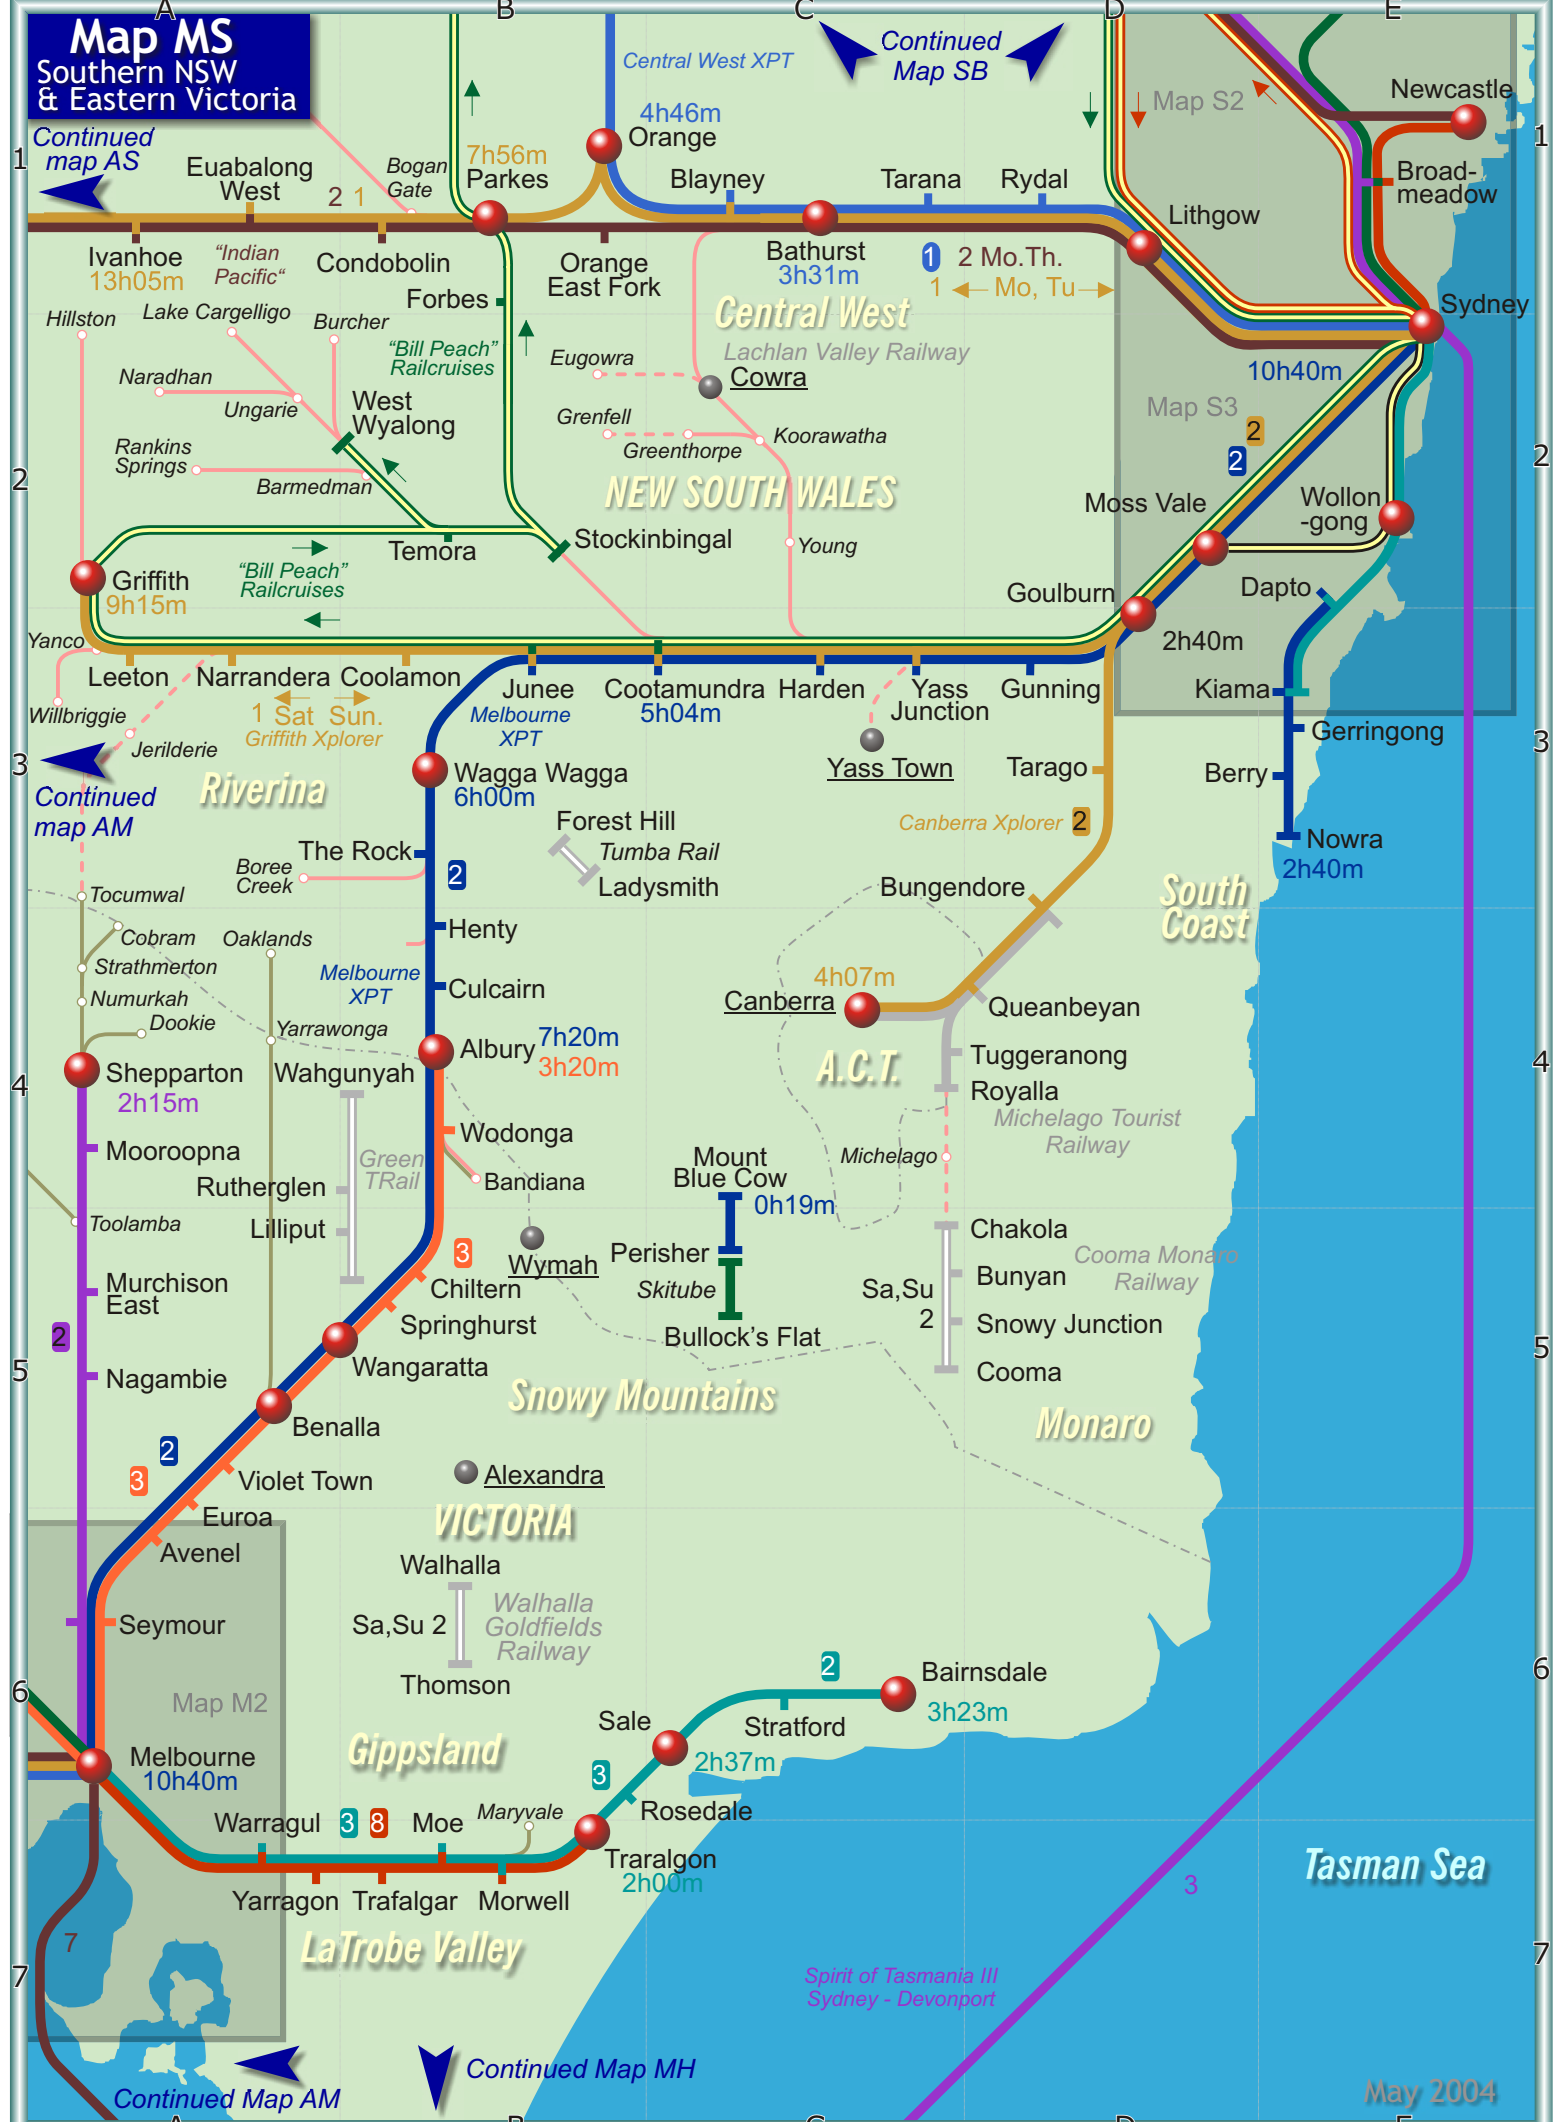 A
B
C
D
E
Map MS
Southern NSW
& Eastern Victoria
Continued
map AS
1
Central West XPT
Continued
Map SB
Map S2
Newcastle
1
4h46m
Orange
7h56m
Parkes
Bogan
Gate
Euabalong
West
2 1
Blayney
Tarana
Rydal
Lithgow
Broad-
meadow
Ivanhoe
13h05m
“Indian
Pacific“
Condobolin
Orange
East Fork
Bathurst
3h31m
1
2 Mo.Th.
1
Mo, Tu
Forbes
Central West
Sydney
Hillston
Lake Cargelligo
Burcher
“Bill Peach”
Railcruises
Eugowra
Lachlan Valley Railway
Cowra
10h40m
Naradhan
Ungarie
West
Wyalong
Grenfell
Greenthorpe
Koorawatha
Map S3
2
2
Rankins
Springs
Barmedman
2
2
NEW SOUTH WALES
Moss Vale
Wollon
-gong
Temora
Stockinbingal
Young
Griffith
9h15m
“Bill Peach”
Railcruises
Goulburn
Dapto
Yanco
2h40m
Leeton
Narrandera
Coolamon
Junee
Cootamundra
5h04m
Harden
Yass
Junction
Gunning
Kiama
Willbriggie
1
Sat
Sun.
Griffith Xplorer
Melbourne
XPT
Jerilderie
Gerringong
3
3
Continued
map AM
Riverina
Wagga Wagga
6h00m
Yass Town
Tarago
Berry
Canberra Xplorer
2
Nowra
2h40m
Forest Hill
Tumba Rail
Ladysmith
The Rock
Boree
Creek
2
Bungendore
South
Coast
Tocumwal
Cobram
Oaklands
Henty
Strathmerton
Melbourne
XPT
Culcairn
4h07m
Canberra
Queanbeyan
Numurkah
Dookie
Yarrawonga
Albury
7h20m
3h20m
A.C.T.
Tuggeranong
Royalla
4
4
Shepparton
2h15m
Wahgunyah
Michelago Tourist
Railway
Wodonga
Mooroopna
Green
TRail
Michelago
Mount
Blue Cow
0h19m
Rutherglen
Bandiana
Toolamba
Lilliput
Chakola
3
Wymah
Perisher
Skitube
Bullock’s Flat
Cooma Monaro
Railway
Murchison
East
Chiltern
Sa,Su
2
Bunyan
2
Springhurst
Snowy Junction
5
5
Nagambie
Wangaratta
Cooma
Snowy Mountains
Monaro
Benalla
2
3
Violet Town
Alexandra
Euroa
VICTORIA
Avenel
Walhalla
Sa,Su 2
Walhalla
Goldfields
Railway
Seymour
Thomson
6
6
Map M2
2
Bairnsdale
3h23m
Sale
Stratford
Gippsland
Melbourne
10h40m
2h37m
3
Rosedale
Warragul
3
8
Moe
Maryvale
Traralgon
2h00m
Tasman Sea
Yarragon
Trafalgar
Morwell
3
7
LaTrobe Valley
7
7
Spirit of Tasmania III
Sydney - Devonport
Continued Map MH
Continued Map AM
May 2004